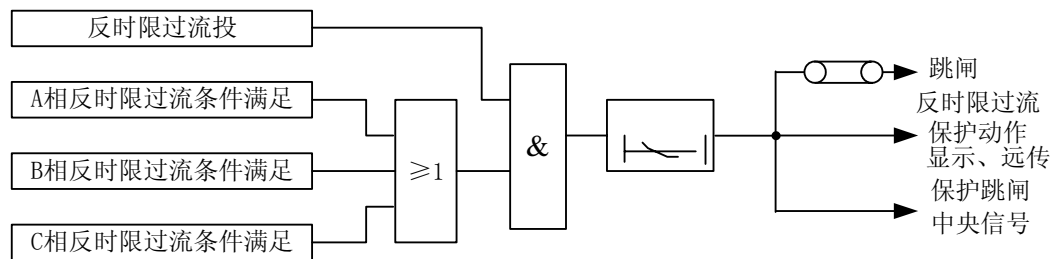 反时限过流投
A相反时限过流条件满足
B相反时限过流条件满足
C相反时限过流条件满足
≥1
&
跳闸
反时限过流
保护动作
显示、远传
保护跳闸
中央信号